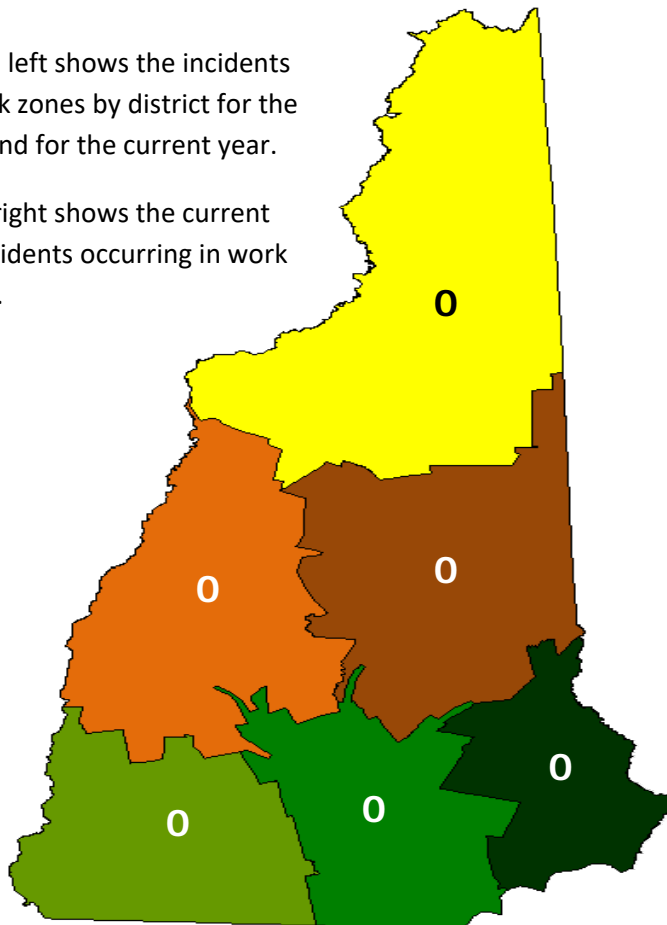 left shows the incidents
k zones by district for the
nd for the current year.
right shows the current
idents occurring in work
.
0
0
0
0
0
0